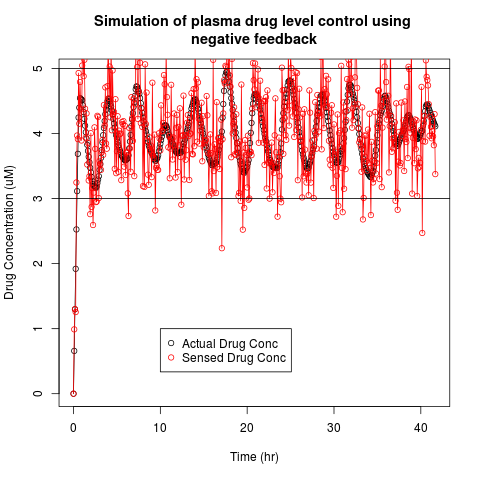 Simulation of plasma drug level control using
negative feedback
Drug Concentration (uM)
5
4
3
2
1
0
Actual Drug Conc
Sensed Drug Conc
0 10 20 30 40
Time (hr)